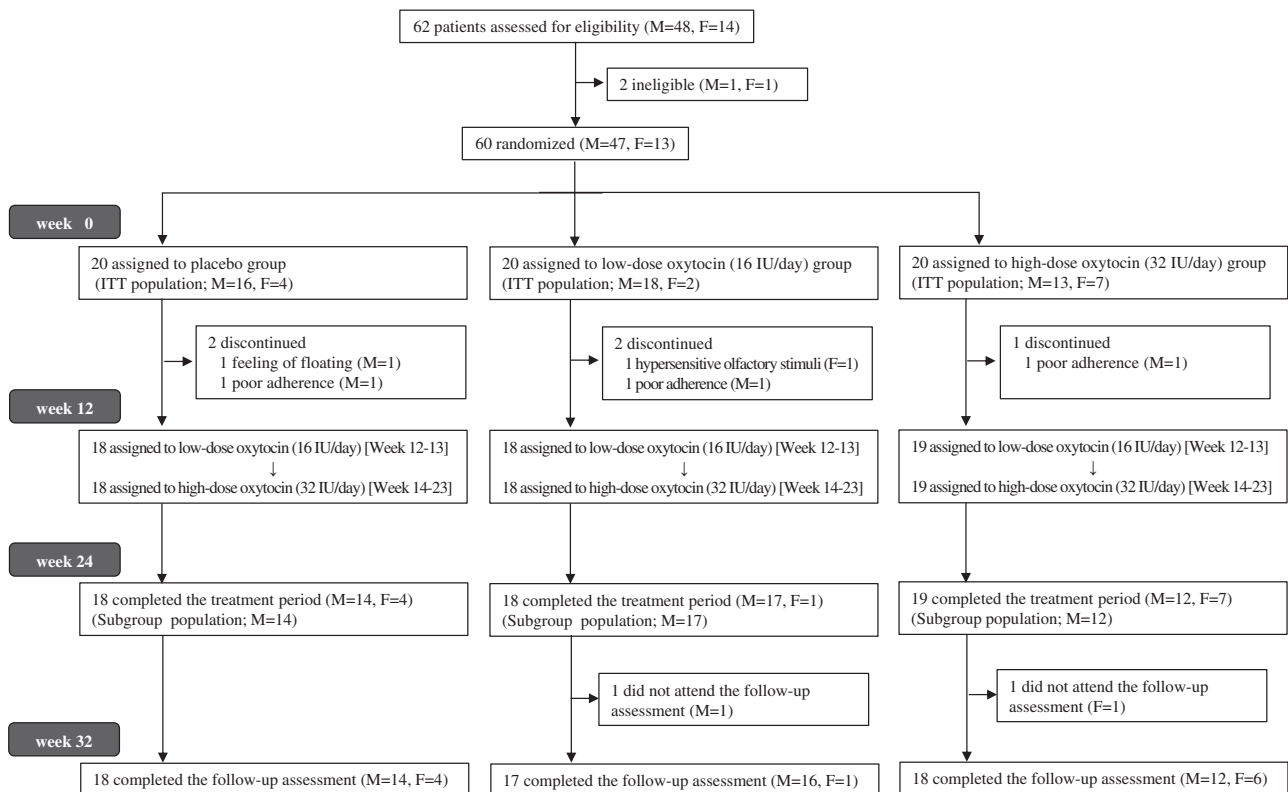 62 patients assessed for eligibility (M=48, F=14)
2 ineligible (M=1, F=1)
60 randomized (M=47, F=13)
week 0
20 assigned to placebo group
(ITT population; M=16, F=4)
20 assigned to low-dose oxytocin (16 IU/day) group
(ITT population; M=18, F=2)
20 assigned to high-dose oxytocin (32 IU/day) group
(ITT population; M=13, F=7)
2 discontinued
1 feeling of floating (M=1)
1 poor adherence (M=1)
2 discontinued
1 hypersensitive olfactory stimuli (F=1)
1 poor adherence (M=1)
1 discontinued
1 poor adherence (M=1)
week 12
18 assigned to low-dose oxytocin (16 IU/day) [Week 12-13]
↓
18 assigned to high-dose oxytocin (32 IU/day) [Week 14-23]
18 assigned to low-dose oxytocin (16 IU/day) [Week 12-13]
↓
18 assigned to high-dose oxytocin (32 IU/day) [Week 14-23]
19 assigned to low-dose oxytocin (16 IU/day) [Week 12-13]
↓
19 assigned to high-dose oxytocin (32 IU/day) [Week 14-23]
week 24
18 completed the treatment period (M=14, F=4)
(Subgroup population; M=14)
18 completed the treatment period (M=17, F=1)
(Subgroup population; M=17)
19 completed the treatment period (M=12, F=7)
(Subgroup population; M=12)
1 did not attend the follow-up
assessment (M=1)
1 did not attend the follow-up
assessment (F=1)
week 32
18 completed the follow-up assessment (M=14, F=4)
17 completed the follow-up assessment (M=16, F=1)
18 completed the follow-up assessment (M=12, F=6)